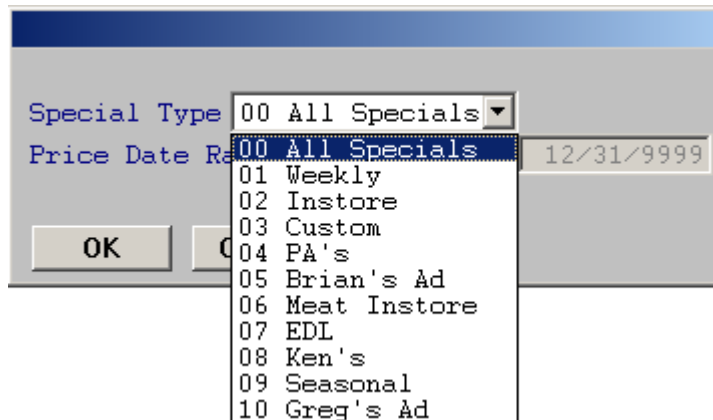 Special Type 00 All Specials
Price Date Ra 12/31/9999
00 All Specials
01 Weekly
02 Instore
03 Custom
04 PA's
05 Brian's Ad
06 Meat Instore
07 EDL
08 Ken's
09 Seasonal
10 Greg's Ad
OK